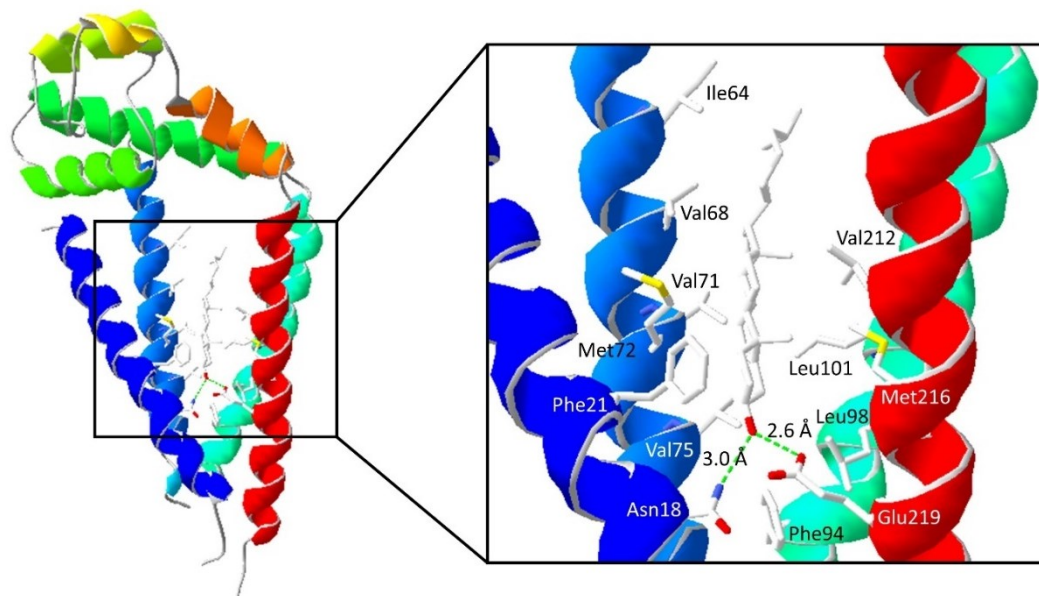 Ile64
Val68
Val212
Val71
Met72
Leu101
Met216
Phe21
Leu98
2.6 Å
Val75
3.0 Å
Asn18
Glu219
Phe94